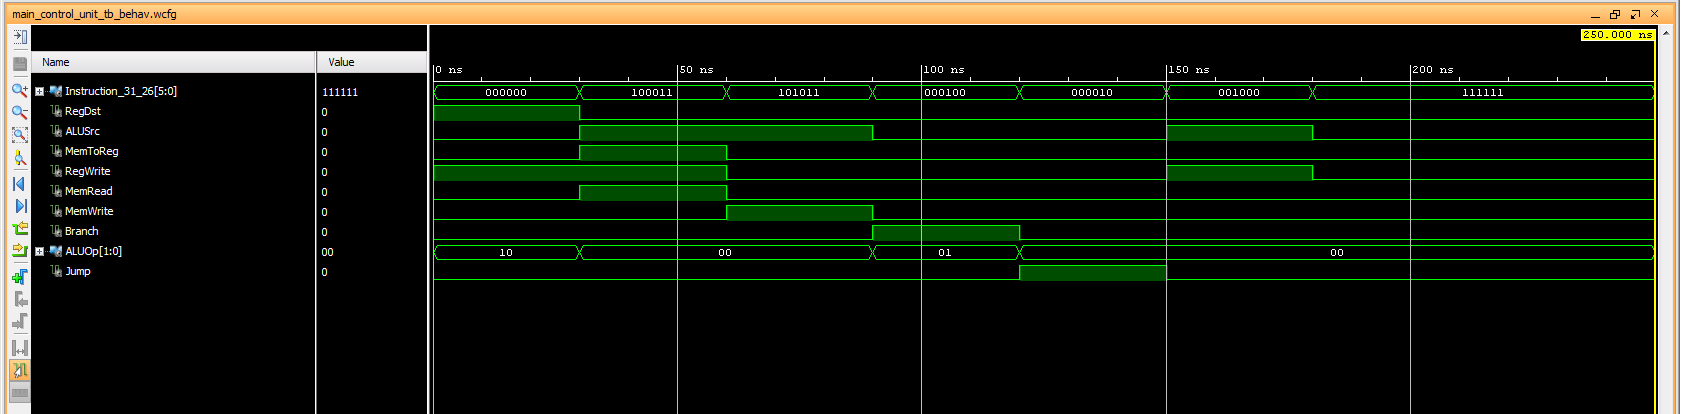 main_control_unit_tb_behav.wcfg
250.000 ns
Name Value
0 ns 50 ns 100 ns 150 ns 200 ns
Instruction_31_26[5:0] 111111 000000 100011 101011 000100 000010 001000 111111
RegDst 0
ALUSrc 0
MemToReg 0
RegWrite 0
MemRead 0
MemWrite 0
Branch 0
ALUOp[1:0] 00 10 00 01 00
Jump 0